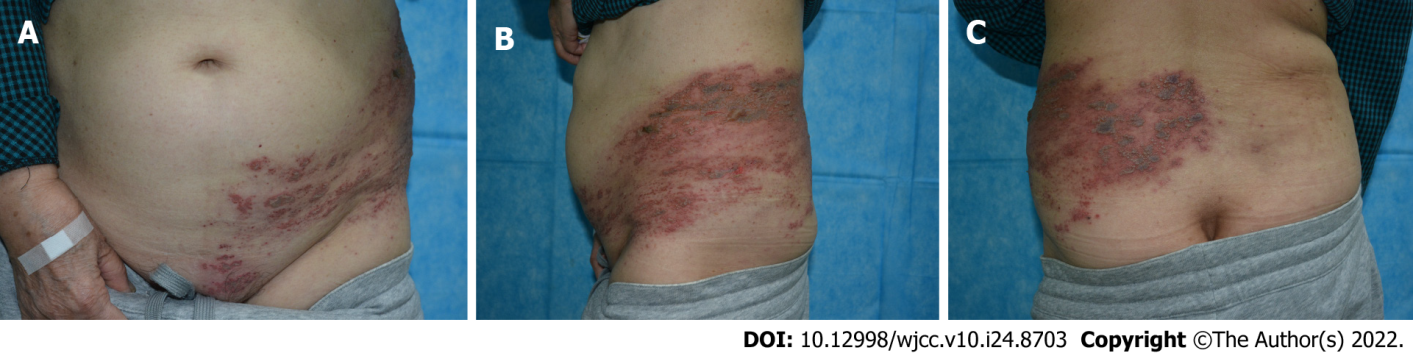 A
B
C
DOI: 10.12998/wjcc.v10.i24.8703 Copyright ©The Author(s) 2022.